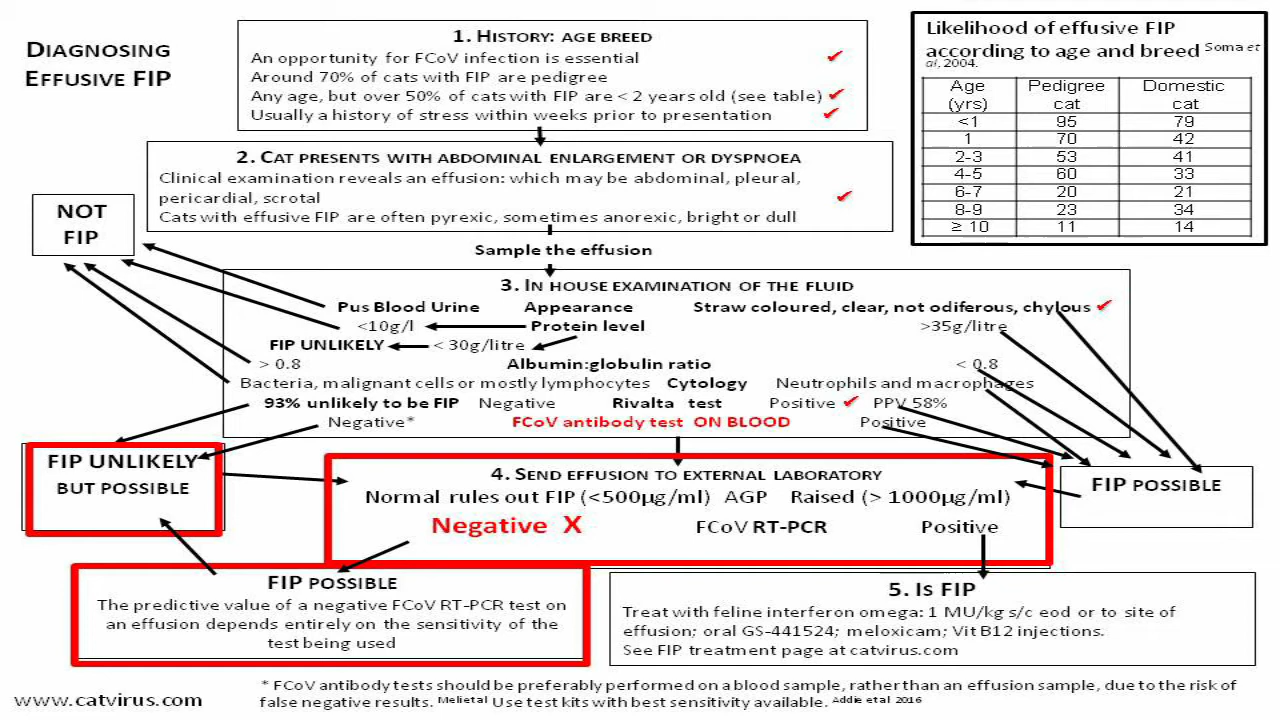 DIAGNOSING
EFFUSIVE FIP
1. HISTORY: AGE BREED
An opportunity for FCoV infection is essential
Around 70% of cats with FIP are pedigree
Any age, but over 50% of cats with FIP are < 2 years old (see table)
Usually a history of stress within weeks prior to presentation
Likelihood of effusive FIP
according to age and breed Soma et
al, 2004.
Age (yrs) Pedigree cat Domestic cat
<1 95 79
1 70 42
2-3 53 41
4-5 60 33
6-7 20 21
8-9 23 34
≥ 10 11 14
2. CAT PRESENTS WITH ABDOMINAL ENLARGEMENT OR DYSPNOEA
Clinical examination reveals an effusion: which may be abdominal, pleural,
pericardial, scrotal
Cats with effusive FIP are often pyrexic, sometimes anorexic, bright or dull
NOT
FIP
Sample the effusion
3. IN HOUSE EXAMINATION OF THE FLUID
Pus Blood Urine Appearance Straw coloured, clear, not odiferous, chylous
<10g/l Protein level >35g/litre
FIP UNLIKELY < 30g/litre
> 0.8 Albumin:globulin ratio < 0.8
Bacteria, malignant cells or mostly lymphocytes Cytology Neutrophils and macrophages
93% unlikely to be FIP Negative Rivalta test Positive PPV 58%
Negative* FCoV antibody test ON BLOOD Positive
FIP UNLIKELY
BUT POSSIBLE
4. SEND EFFUSION TO EXTERNAL LABORATORY
Normal rules out FIP (<500µg/ml) AGP Raised (> 1000µg/ml)
Negative X FCoV RT-PCR Positive
FIP POSSIBLE
FIP POSSIBLE
The predictive value of a negative FCoV RT-PCR test on
an effusion depends entirely on the sensitivity of the
test being used
5. IS FIP
Treat with feline interferon omega: 1 MU/kg s/c eod or to site of
effusion; oral GS-441524; meloxicam; Vit B12 injections.
See FIP treatment page at catvirus.com
www.catvirus.com
* FCoV antibody tests should be preferably performed on a blood sample, rather than an effusion sample, due to the risk of
false negative results. Meli et al Use test kits with best sensitivity available. Addie et al 2016